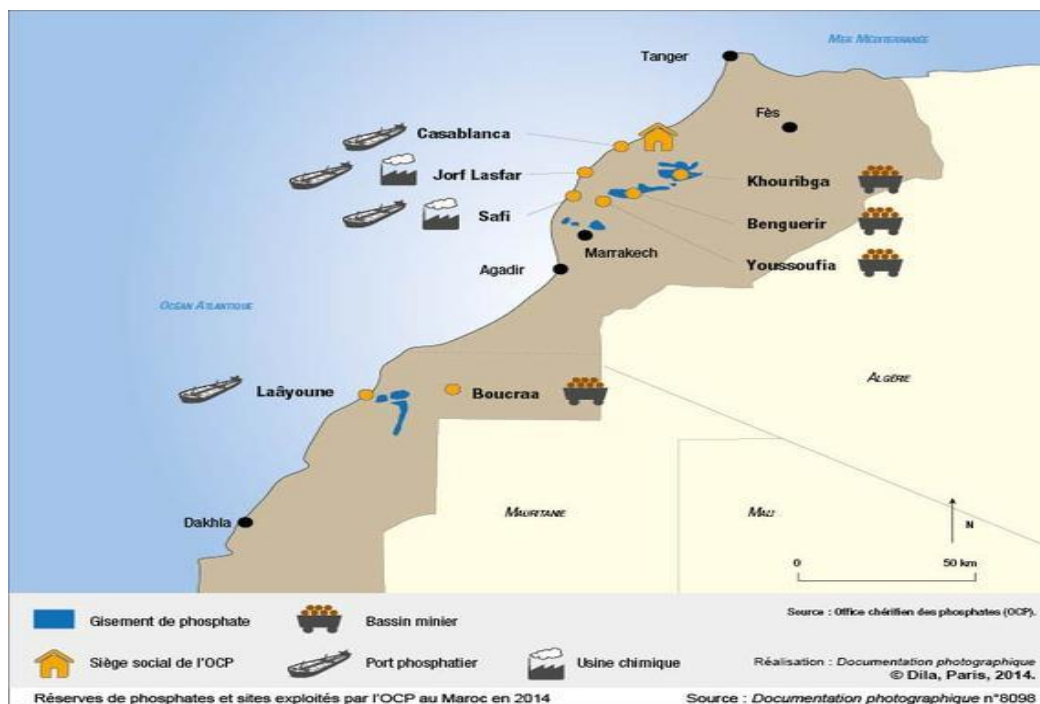 MER MÉDITERRANÉE
Tanger
Fès
Casablanca
Jorf Lasfar
Khouribga
Safi
Benguerir
Marrakech
Youssoufia
Agadir
OCÉAN ATLANTIQUE
ALGÉRIE
Laâyoune
Boucraa
MAURITANIE
MALI
Dakhla
N
0 50 km
Gisement de phosphate
Bassin minier
Source : Office chérifien des phosphates (OCP).
Siège social de l'OCP
Port phosphatier
Usine chimique
Réalisation : Documentation photographique
© Dila, Paris, 2014.
Réserves de phosphates et sites exploités par l'OCP au Maroc en 2014
Source : Documentation photographique n°8098